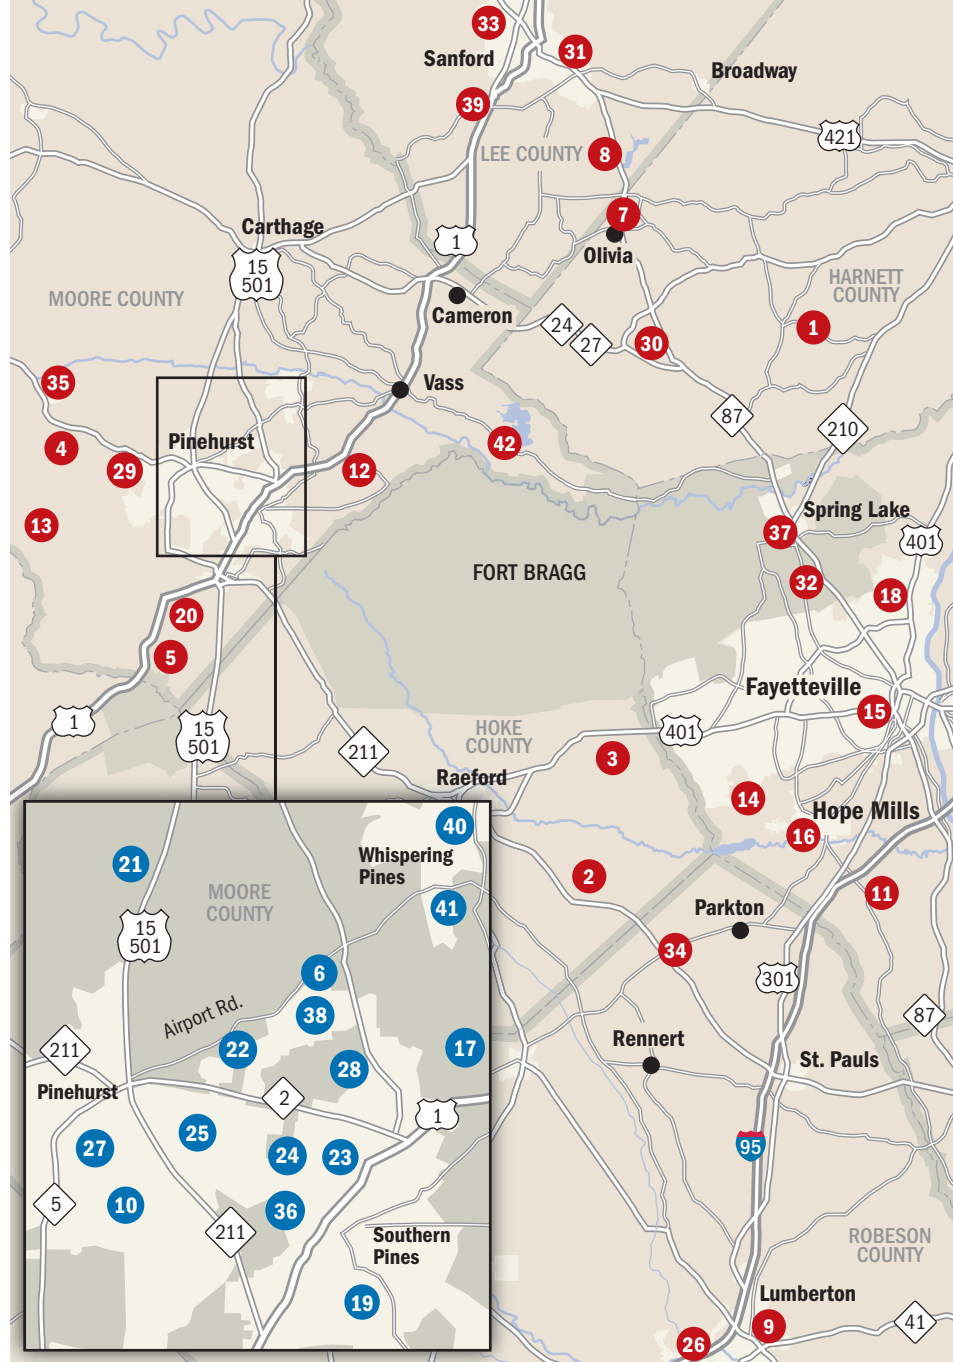 33
Sanford
31
Broadway
39
421
LEE COUNTY
8
7
Carthage
1
Olivia
15
501
MOORE COUNTY
HARNETT
COUNTY
Cameron
24
27
30
1
35
Vass
87
210
Pinehurst
4
42
29
12
13
Spring Lake
37
401
FORT BRAGG
32
18
20
5
Fayetteville
15
1
15
501
HOKE
COUNTY
401
211
3
Raeford
14
Hope Mills
16
40
Whispering
Pines
21
MOORE
COUNTY
2
11
41
Parkton
15
501
34
6
301
Airport Rd.
38
87
211
22
17
Rennert
28
St. Pauls
Pinehurst
2
1
25
27
24
23
95
5
10
36
211
Southern
Pines
ROBESON
COUNTY
19
Lumberton
9
41
26